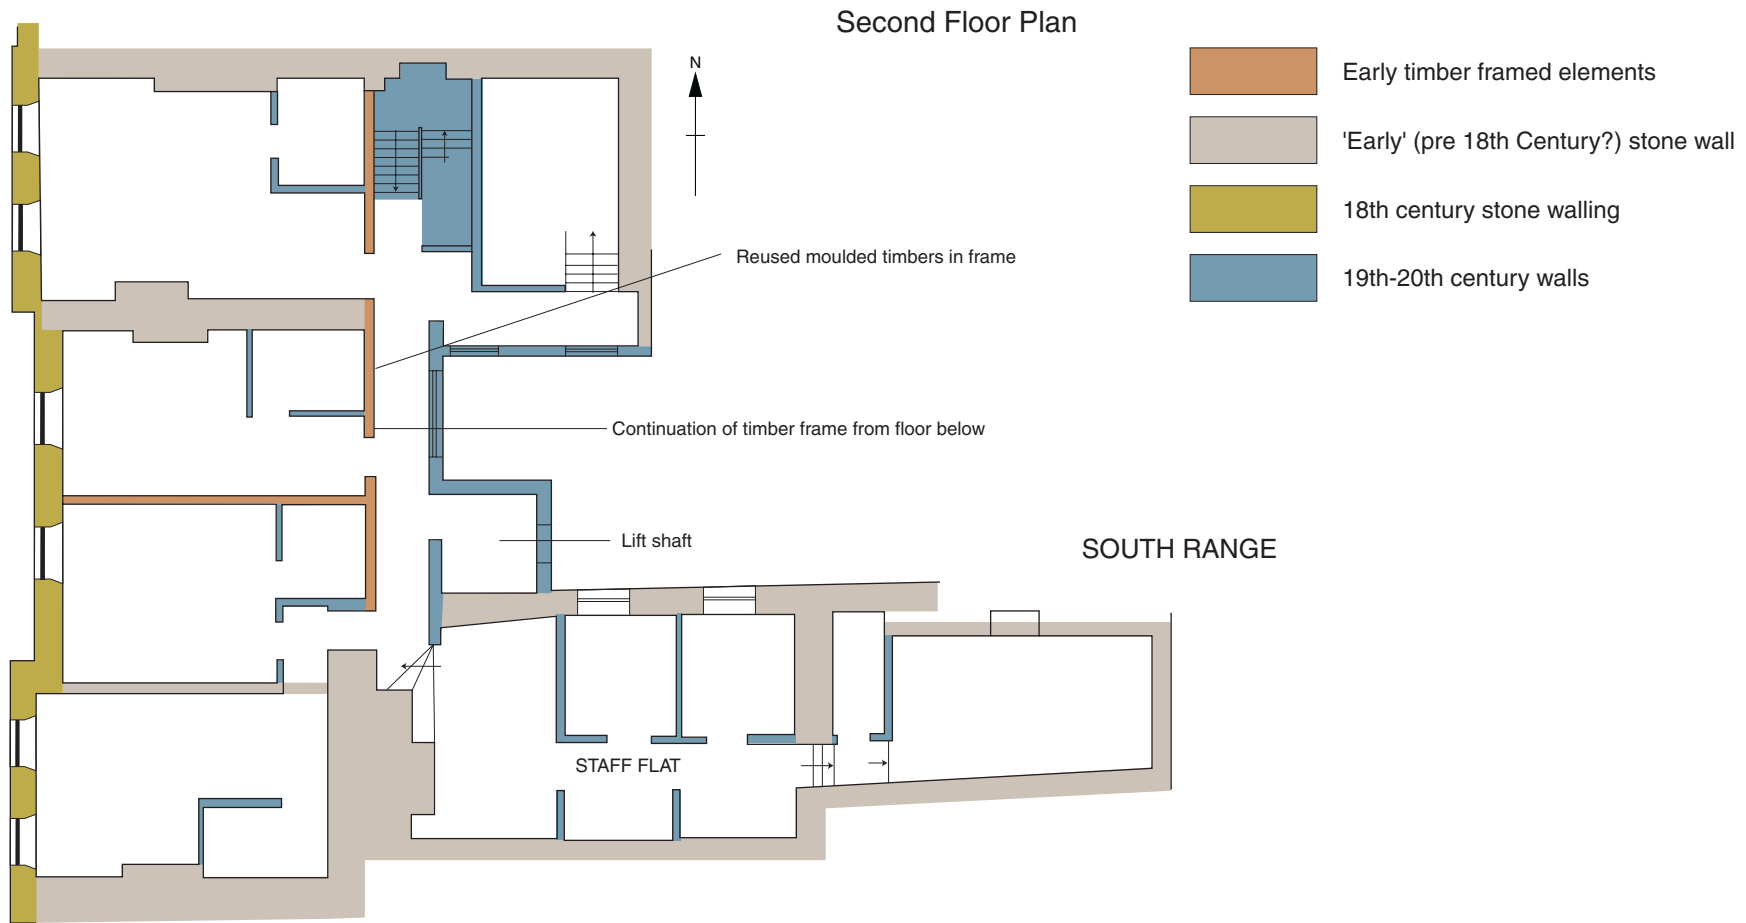 Second Floor Plan
N
Early timber framed elements
'Early' (pre 18th Century?) stone wall
18th century stone walling
19th-20th century walls
Reused moulded timbers in frame
Continuation of timber frame from floor below
Lift shaft
SOUTH RANGE
STAFF FLAT